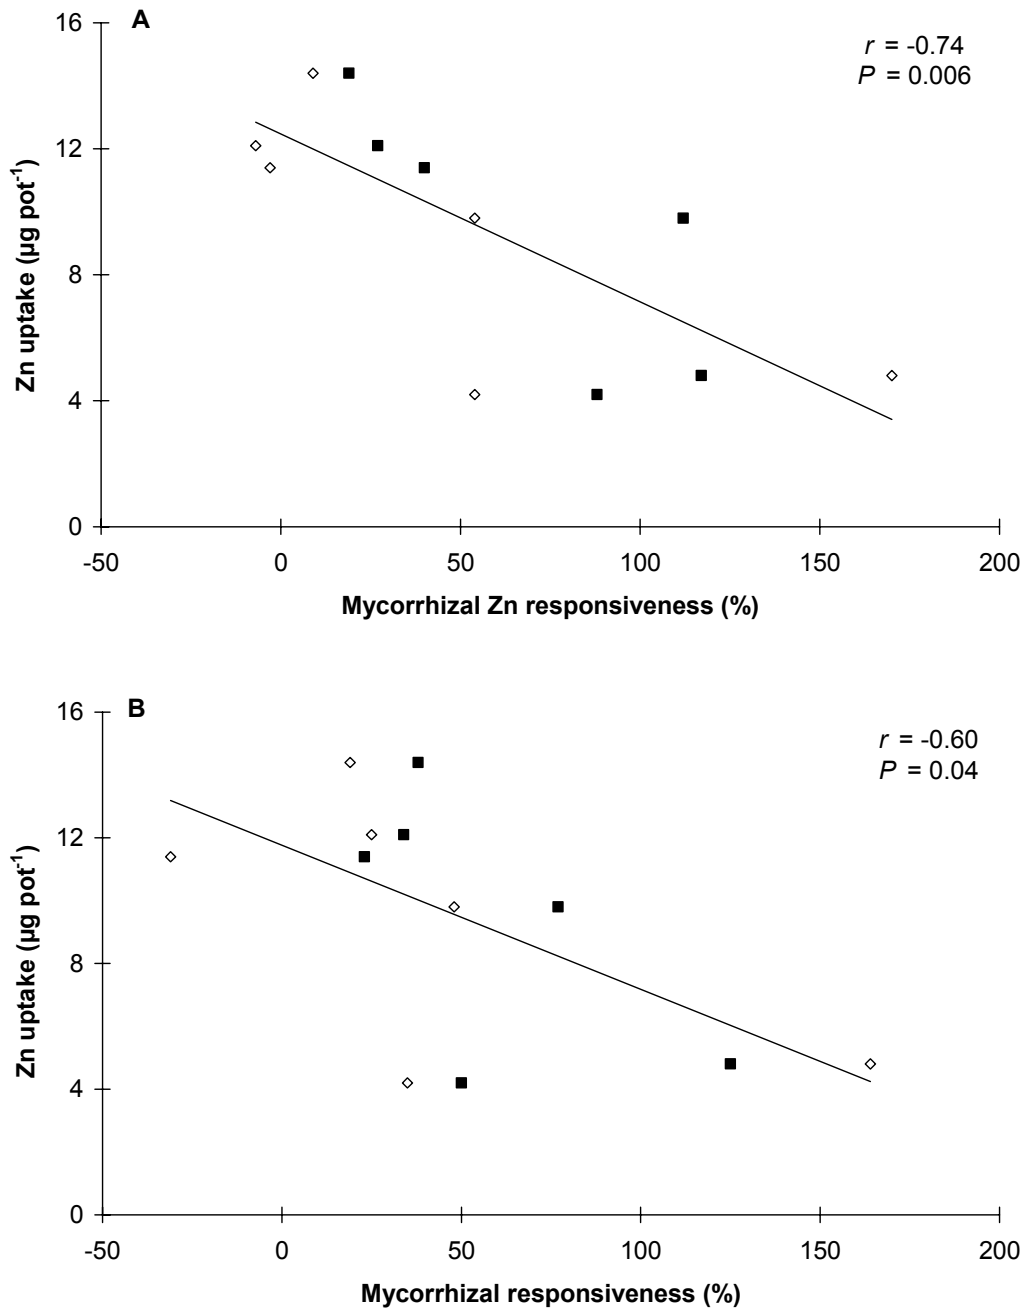 A
r = -0.74
P = 0.006
16
12
8
4
0
Zn uptake (µg pot⁻¹)
-50 0 50 100 150 200
Mycorrhizal Zn responsiveness (%)
B
r = -0.60
P = 0.04
16
12
8
4
0
Zn uptake (µg pot⁻¹)
-50 0 50 100 150 200
Mycorrhizal responsiveness (%)